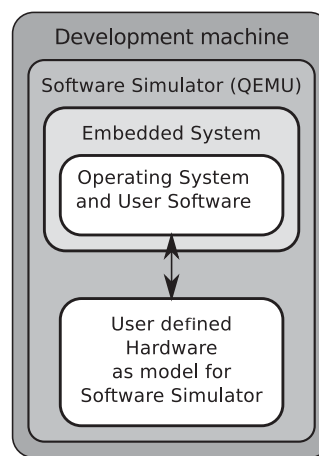 Development machine
Software Simulator (QEMU)
Embedded System
Operating System
and User Software
User defined
Hardware
as model for
Software Simulator